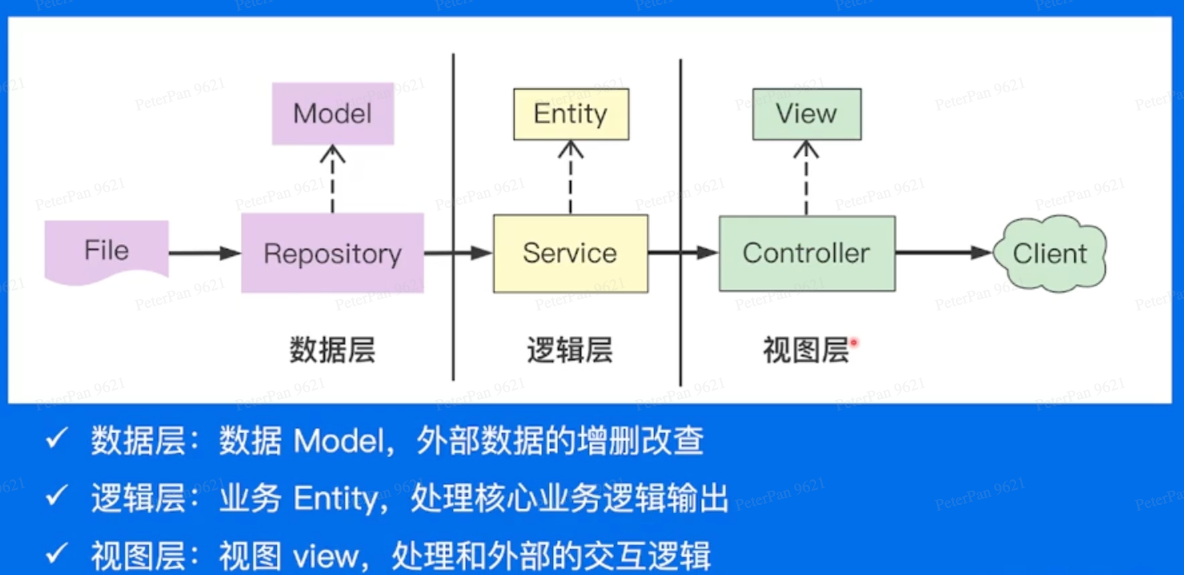 Model
Entity
View
File
Repository
Service
Controller
Client
数据层
逻辑层
视图层
✓ 数据层：数据 Model，外部数据的增删改查
✓ 逻辑层：业务 Entity，处理核心业务逻辑输出
✓ 视图层：视图 view，处理和外部的交互逻辑
PeterPan 9621